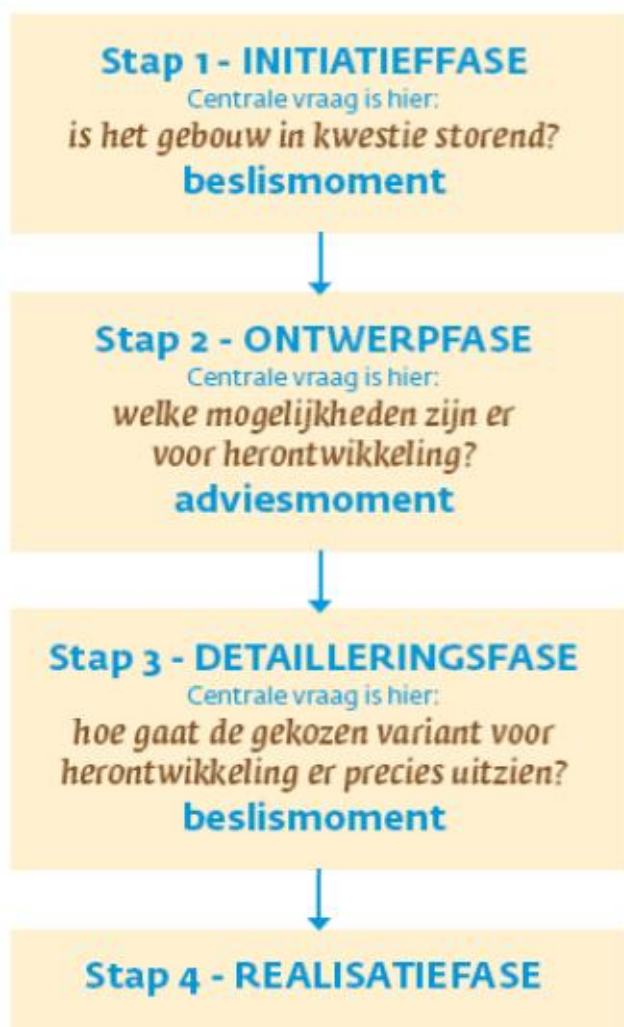 Stap 1 - INITIATIEFFASE
Centrale vraag is hier:
is het gebouw in kwestie storend?
beslismoment
Stap 2 - ONTWERPFASE
Centrale vraag is hier:
welke mogelijkheden zijn er
voor herontwikkeling?
adviesmoment
Stap 3 - DETAILLERINGSFASE
Centrale vraag is hier:
hoe gaat de gekozen variant voor
herontwikkeling er precies uitzien?
beslismoment
Stap 4 - REALISATIEFASE